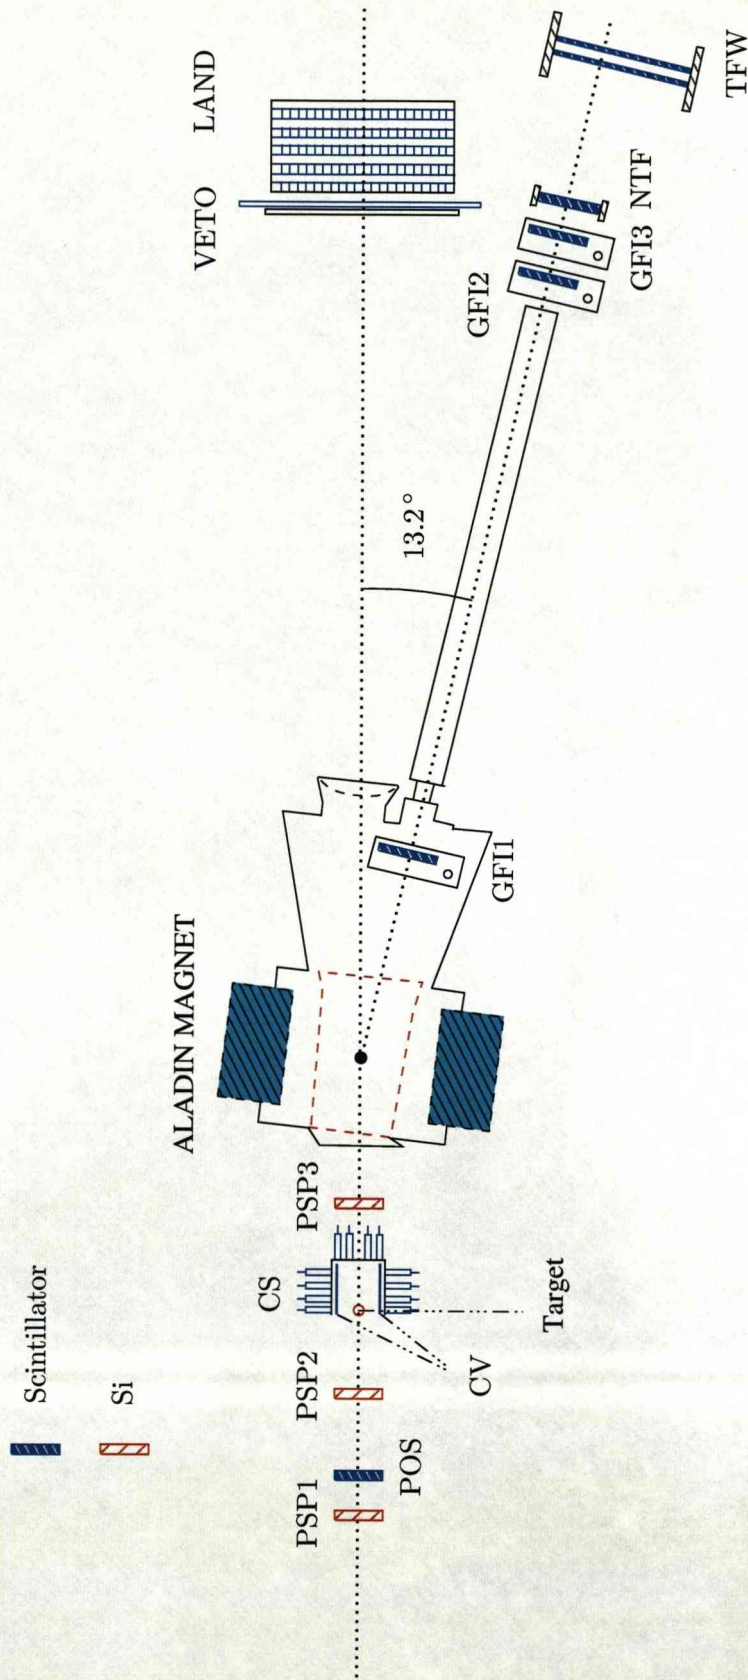 Scintillator
Si
PSP1
POS
PSP2
CS
CV
Target
PSP3
ALADIN MAGNET
GFI1
13.2°
GFI2
GFI3
NTF
VETO
LAND
TFW